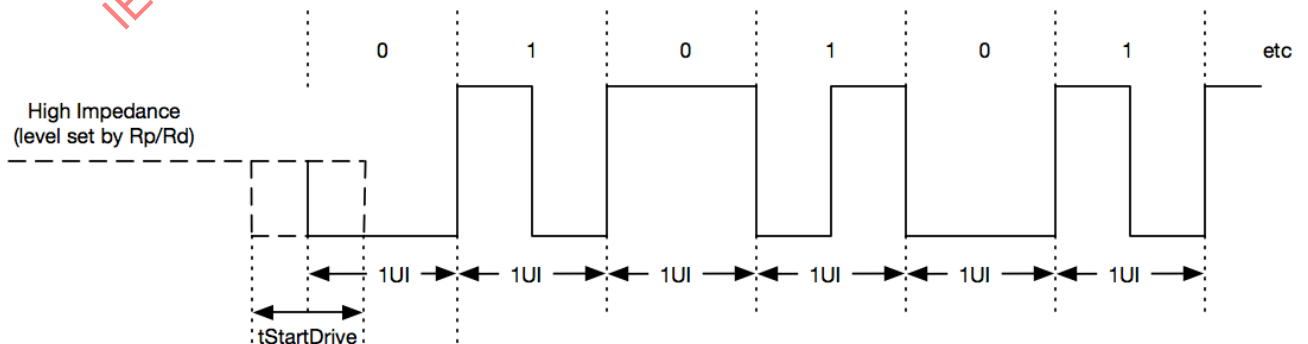 IE
0 1 0 1 0 1 etc
High Impedance
(level set by Rp/Rd)
1UI 1UI 1UI 1UI 1UI 1UI
tStartDrive